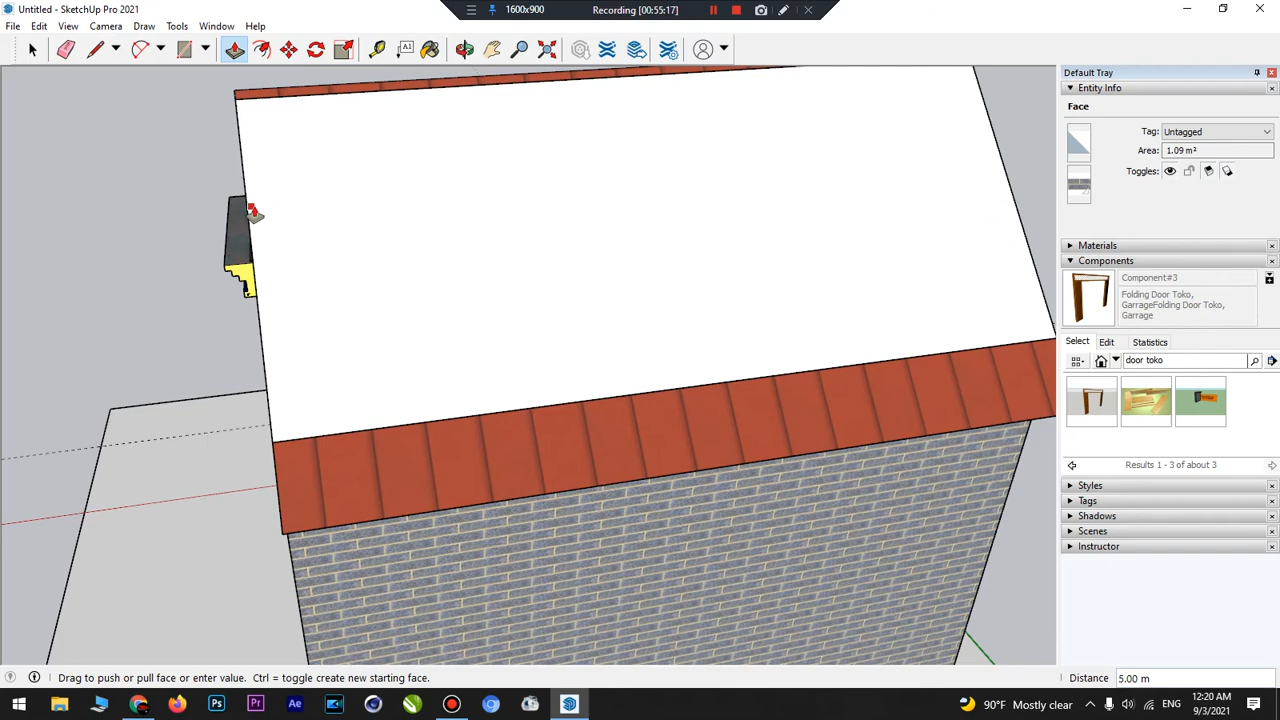 Untitled - SketchUp Pro 2021
1600x900
Recording [00:55:17]
File Edit View Camera Draw Tools Window Help
A1
Default Tray
Entity Info
Face
Tag: Untagged
Area: 1.09 m²
Toggles:
Materials
Components
Component#3
Folding Door Toko,
GarrageFolding Door Toko,
Garrage
Select Edit Statistics
door toko
Results 1 - 3 of about 3
Styles
Tags
Shadows
Scenes
Instructor
Drag to push or pull face or enter value. Ctrl = toggle create new starting face.
Distance 5.00 m
Ps Pr Ae
90°F Mostly clear
ENG
12:20 AM
9/3/2021